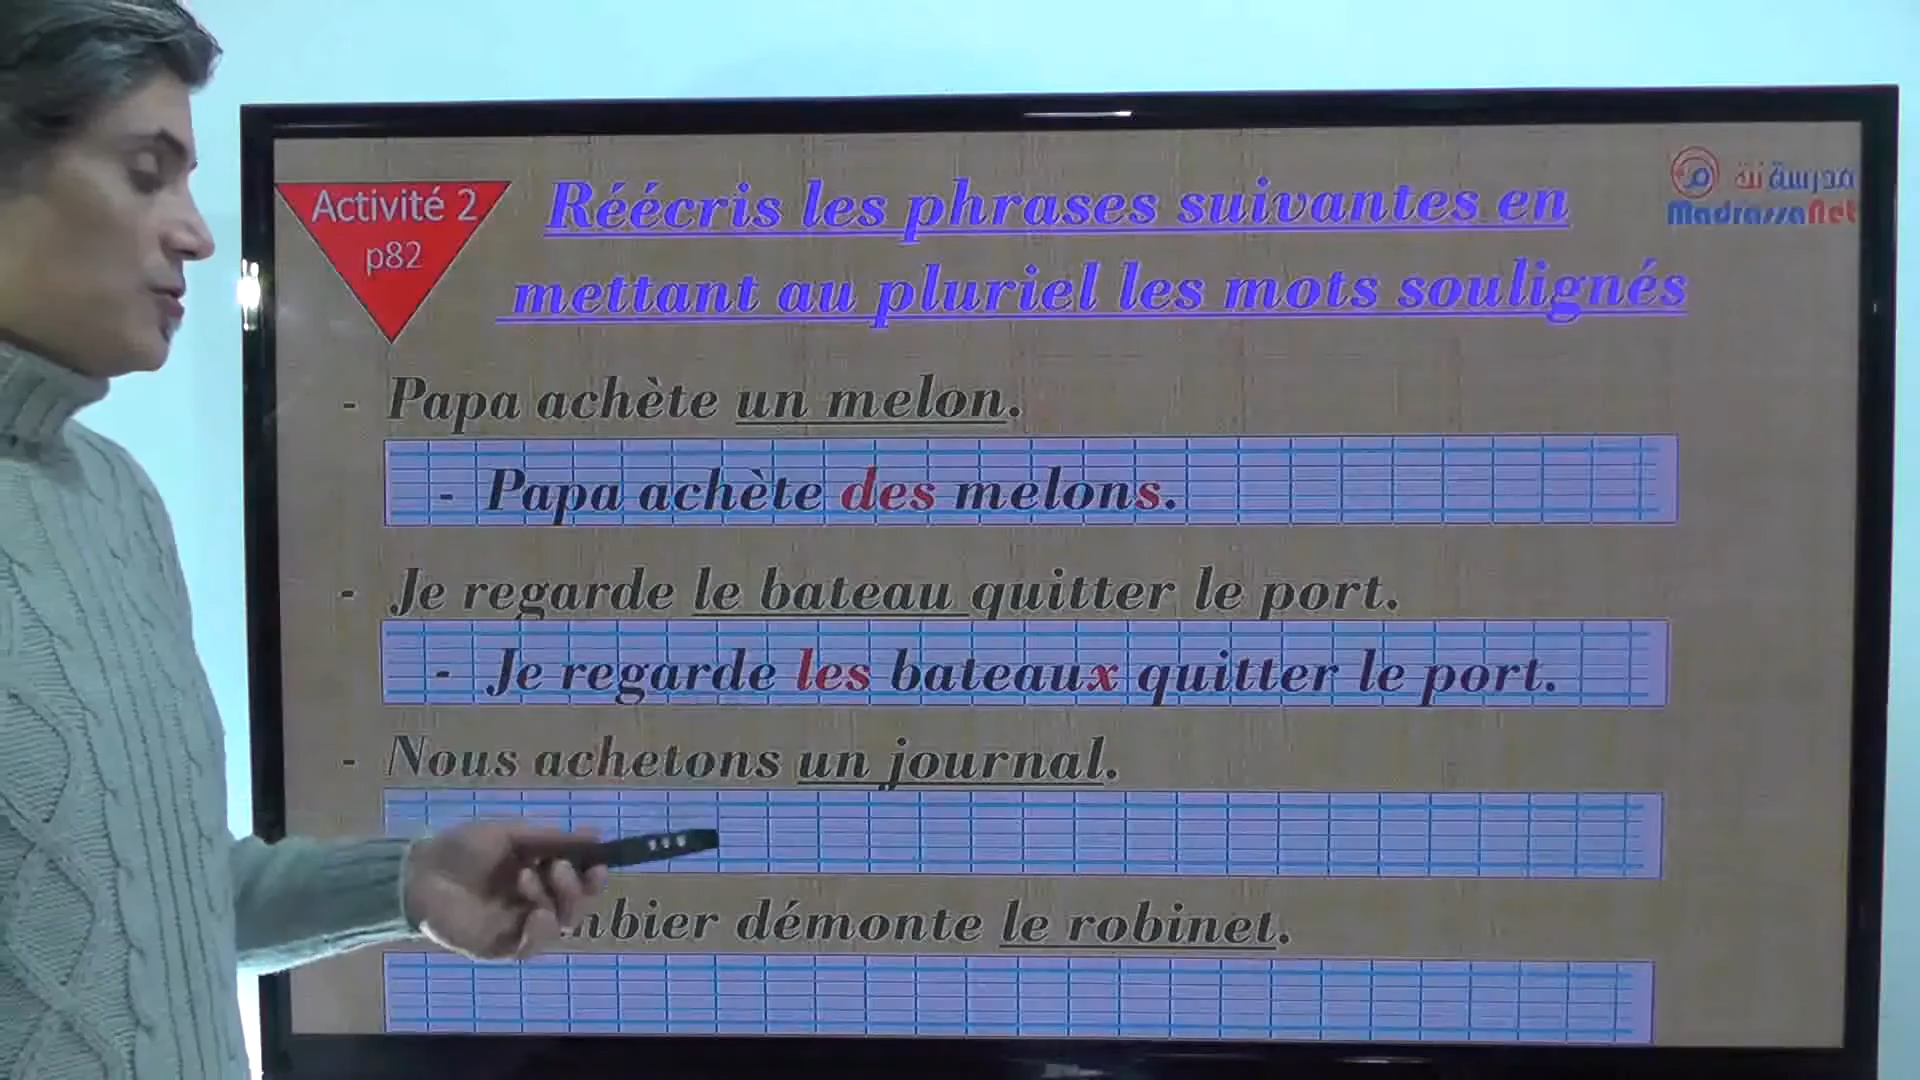 Activité 2
p82
Réécris les phrases suivantes en
mettant au pluriel les mots soulignés
مدرسة نت
MadrassaNet
- Papa achète un melon.
- Papa achète des melons.
- Je regarde le bateau quitter le port.
- Je regarde les bateaux quitter le port.
- Nous achetons un journal.
démonte le robinet.